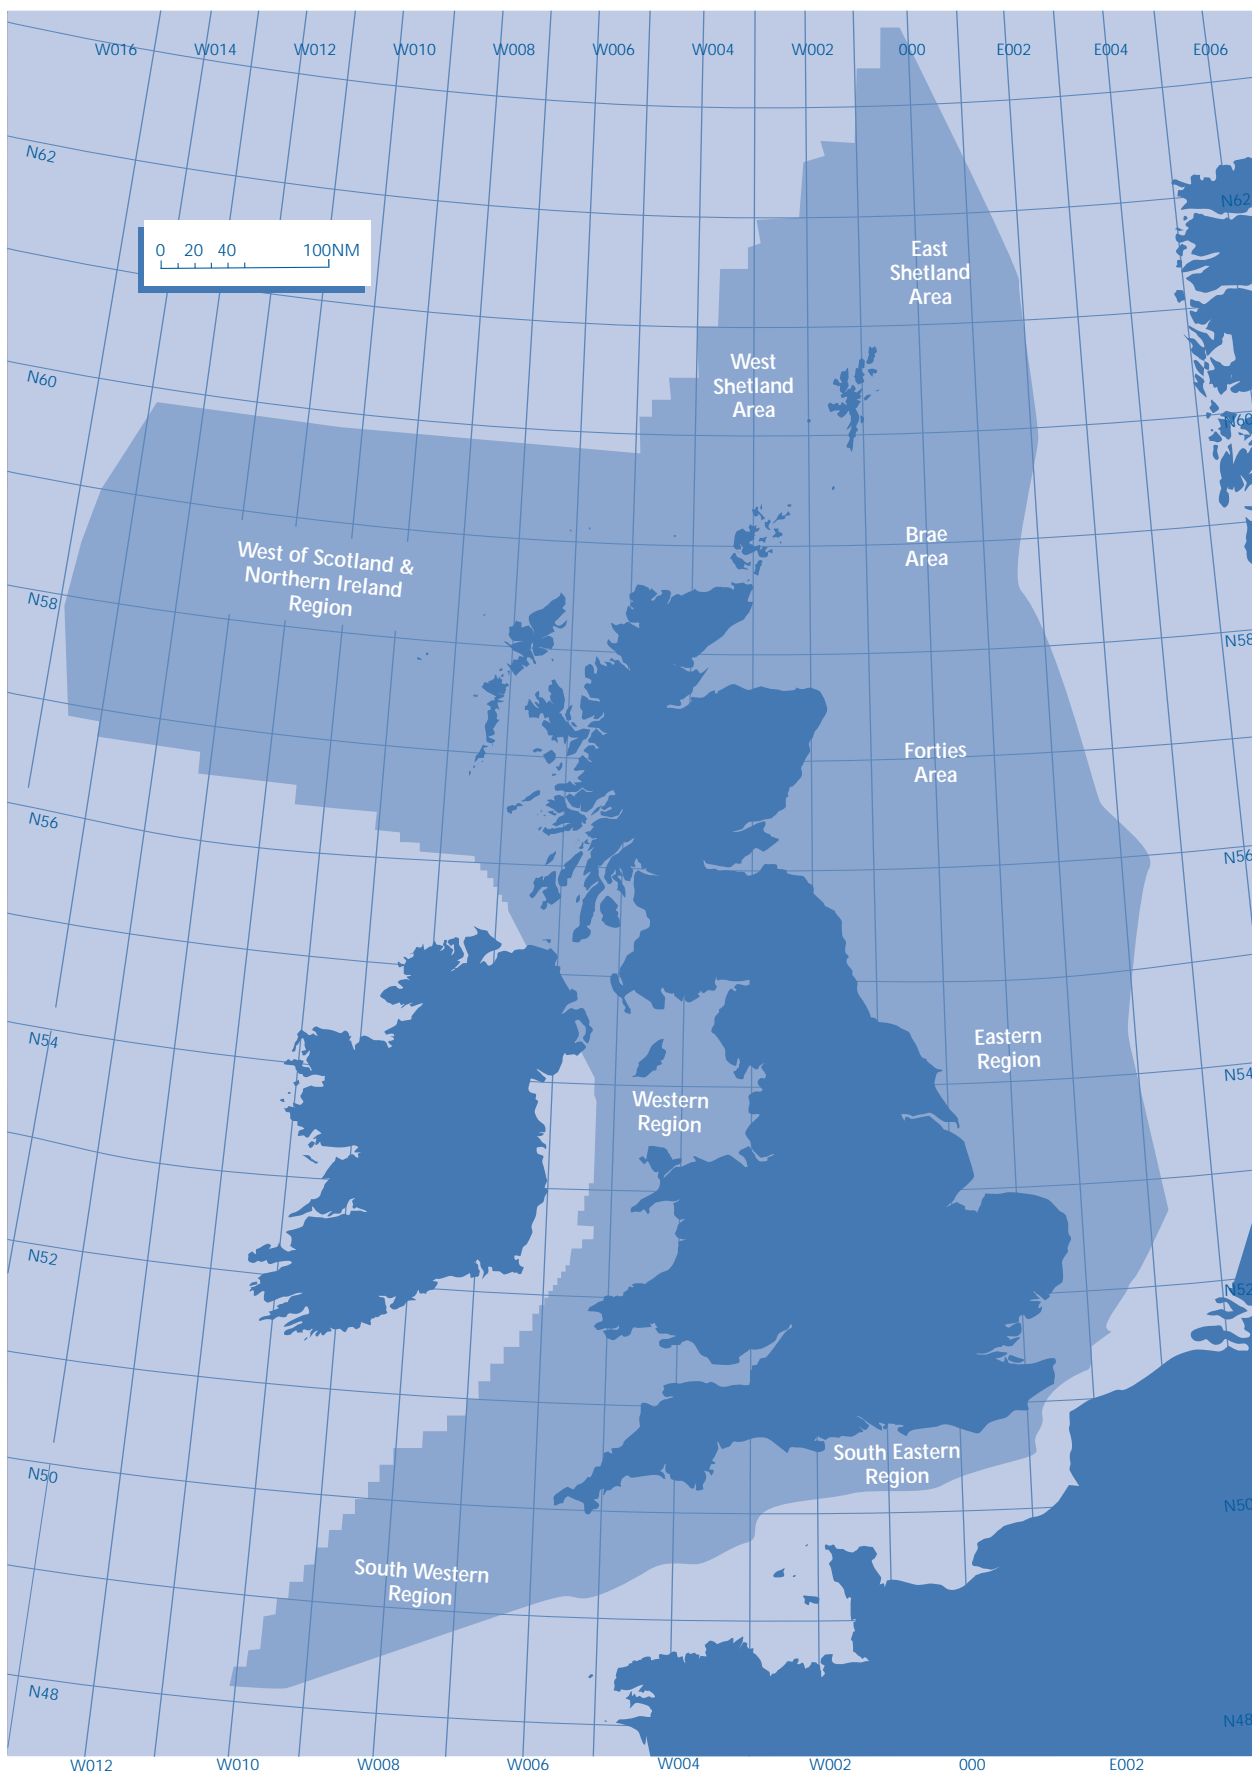 W016 W014 W012 W010 W008 W006 W004 W002 000 E002 E004 E006
N62
N62
0 20 40 100NM
East
Shetland
Area
West
Shetland
Area
N60
N60
Brae
Area
West of Scotland &
Northern Ireland
Region
N58
N58
Forties
Area
N56
N56
Eastern
Region
N54
N54
Western
Region
N52
N52
South Eastern
Region
N50
N50
South Western
Region
N48
N48
W012 W010 W008 W006 W004 W002 000 E002